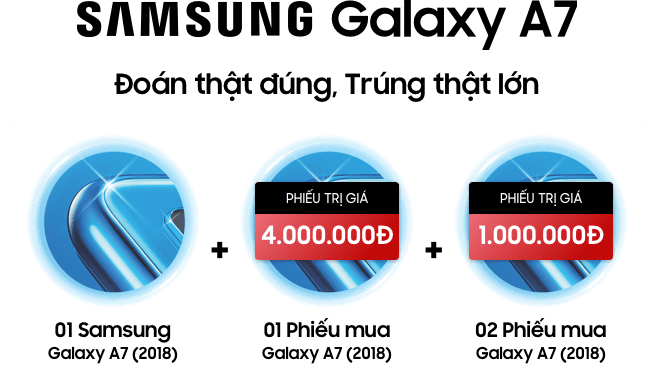 SAMSUNG Galaxy A7
Đoán thật đúng, Trúng thật lớn
PHIẾU TRỊ GIÁ
4.000.000Đ
PHIẾU TRỊ GIÁ
1.000.000Đ
+
+
01 Samsung
Galaxy A7 (2018)
01 Phiếu mua
Galaxy A7 (2018)
02 Phiếu mua
Galaxy A7 (2018)